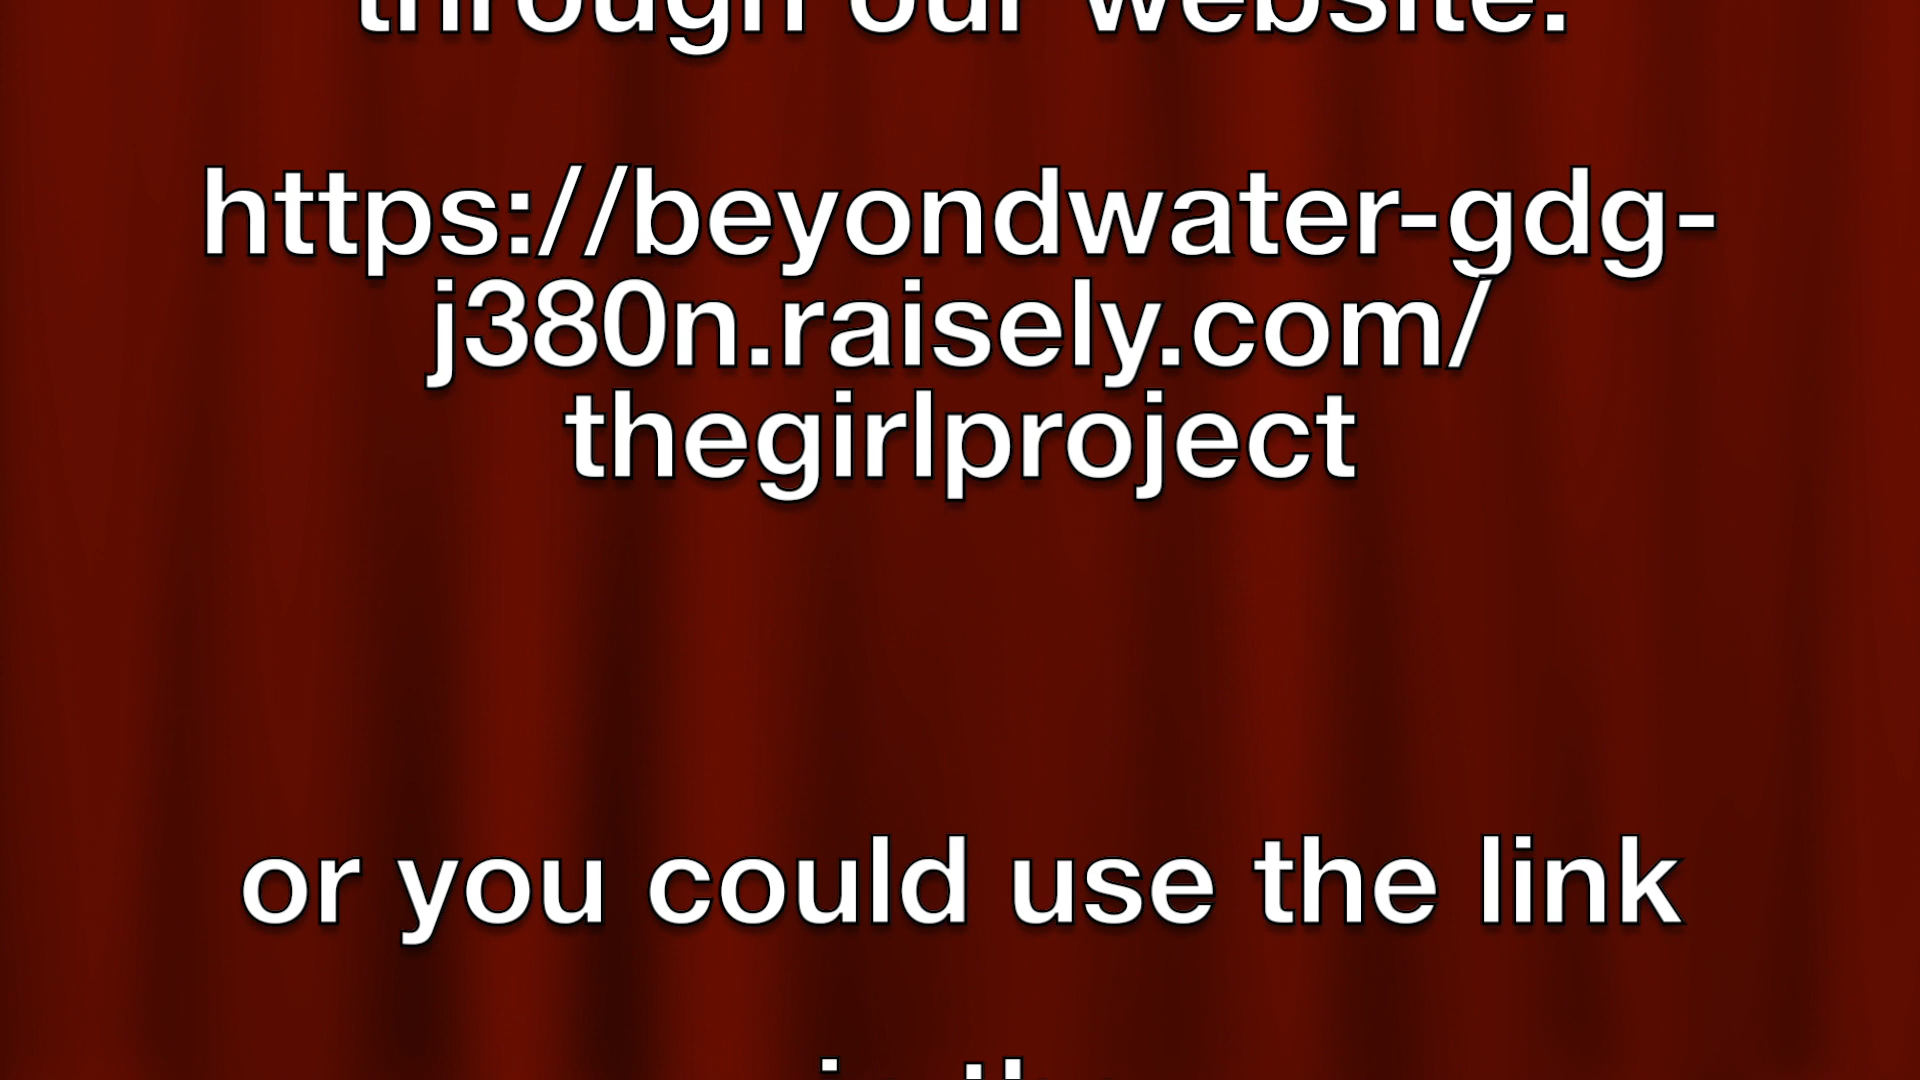 through our website.
https://beyondwater-gdg-
j380n.raisely.com/
thegirlproject
or you could use the link